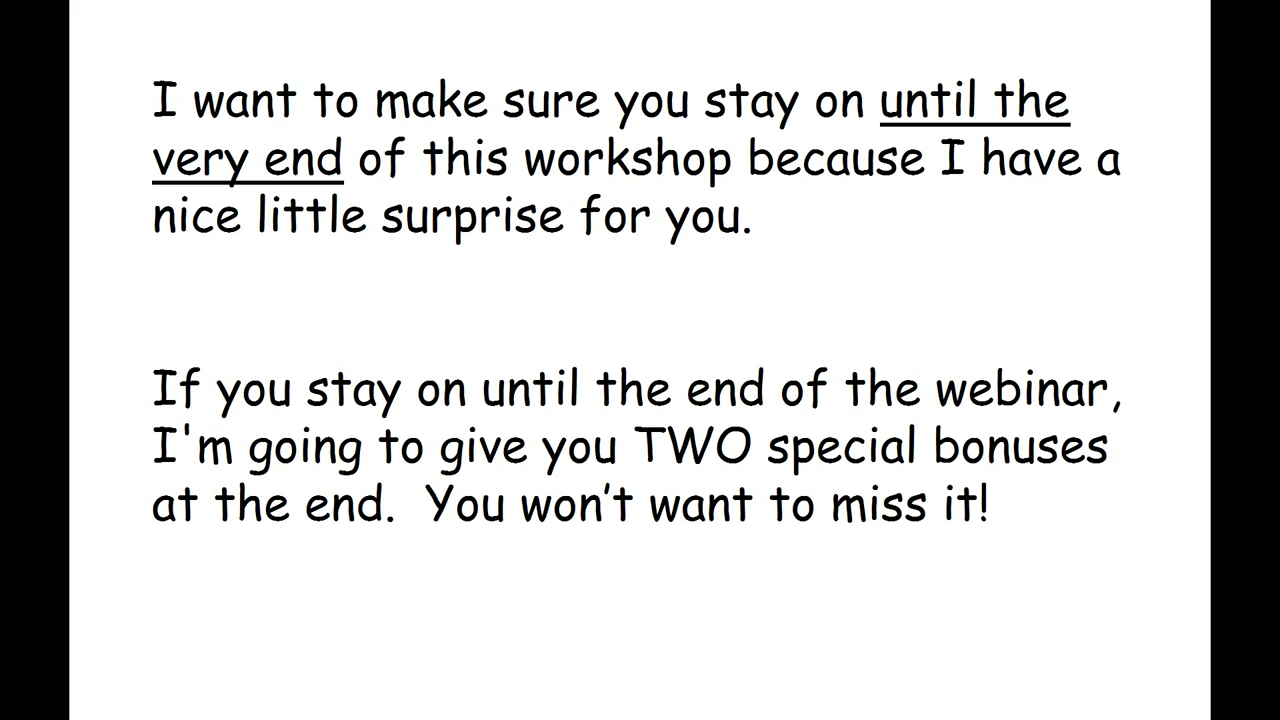 I want to make sure you stay on until the
very end of this workshop because I have a
nice little surprise for you.
If you stay on until the end of the webinar,
I'm going to give you TWO special bonuses
at the end.  You won’t want to miss it!